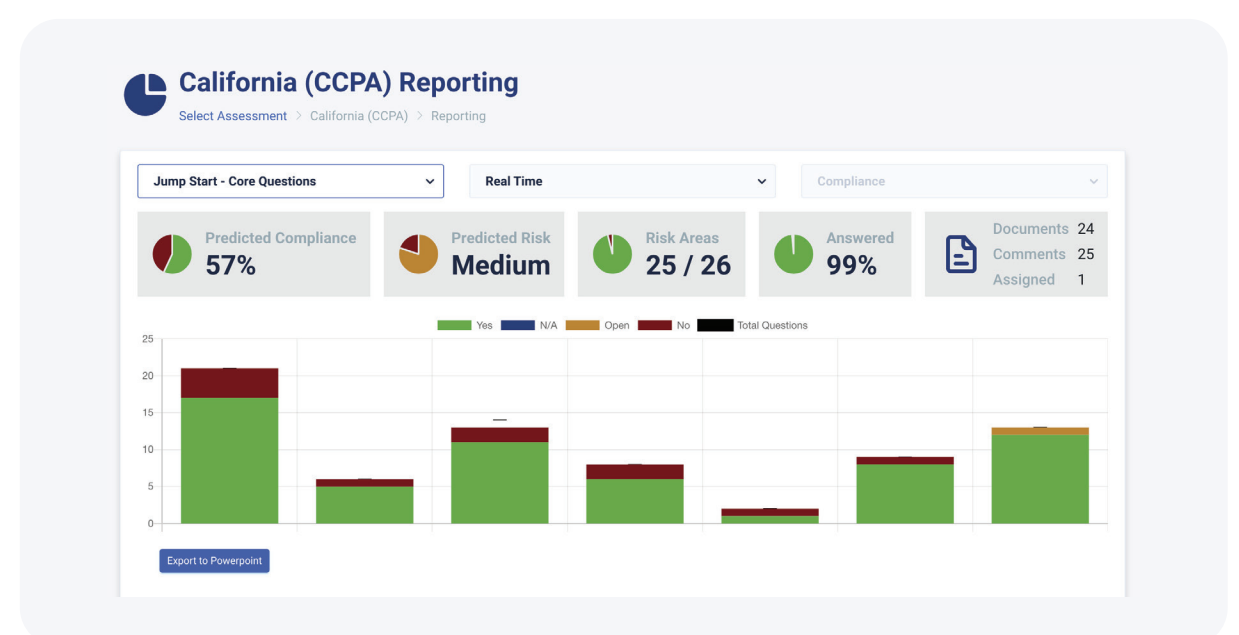 California (CCPA) Reporting
Select Assessment > California (CCPA) > Reporting
Jump Start - Core Questions
Real Time
Compliance
Predicted Compliance
57%
Predicted Risk
Medium
Risk Areas
25 / 26
Answered
99%
Documents 24
Comments 25
Assigned 1
Yes N/A Open No Total Questions
25
20
15
10
5
0
Export to Powerpoint